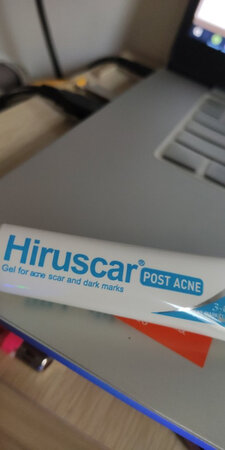 Hiruscar® POST ACNE
Gel for acne scar and dark marks